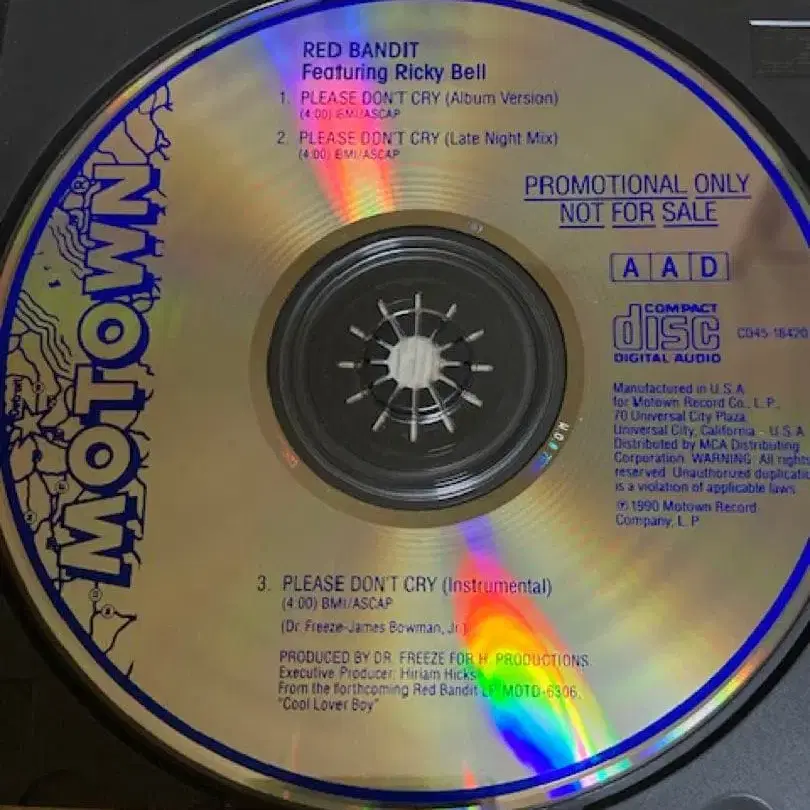 RED BANDIT
Featuring Ricky Bell
1. PLEASE DON'T CRY (Album Version)
(4:00) BMI/ASCAP
2. PLEASE DON'T CRY (Late Night Mix)
(4:00) BMI/ASCAP
PROMOTIONAL ONLY
NOT FOR SALE
AAD
COMPACT
disc
DIGITAL AUDIO
CD45-18420
MOTOWN
Detroit
Manufactured in U.S.A.
for Motown Record Co., L.P.,
70 Universal City Plaza,
Universal City, California - U.S.A.
Distributed by MCA Distributing
Corporation. WARNING: All rights
reserved. Unauthorized duplicatio
is a violation of applicable laws.
℗ 1990 Motown Record
Company, L.P.
3. PLEASE DON'T CRY (Instrumental)
(4:00) BMI/ASCAP
(Dr. Freeze-James Bowman, Jr.)
PRODUCED BY DR. FREEZE FOR H. PRODUCTIONS
Executive Producer: Hiriam Hicks
From the forthcoming Red Bandit LP MOTD-6306,
"Cool Lover Boy"